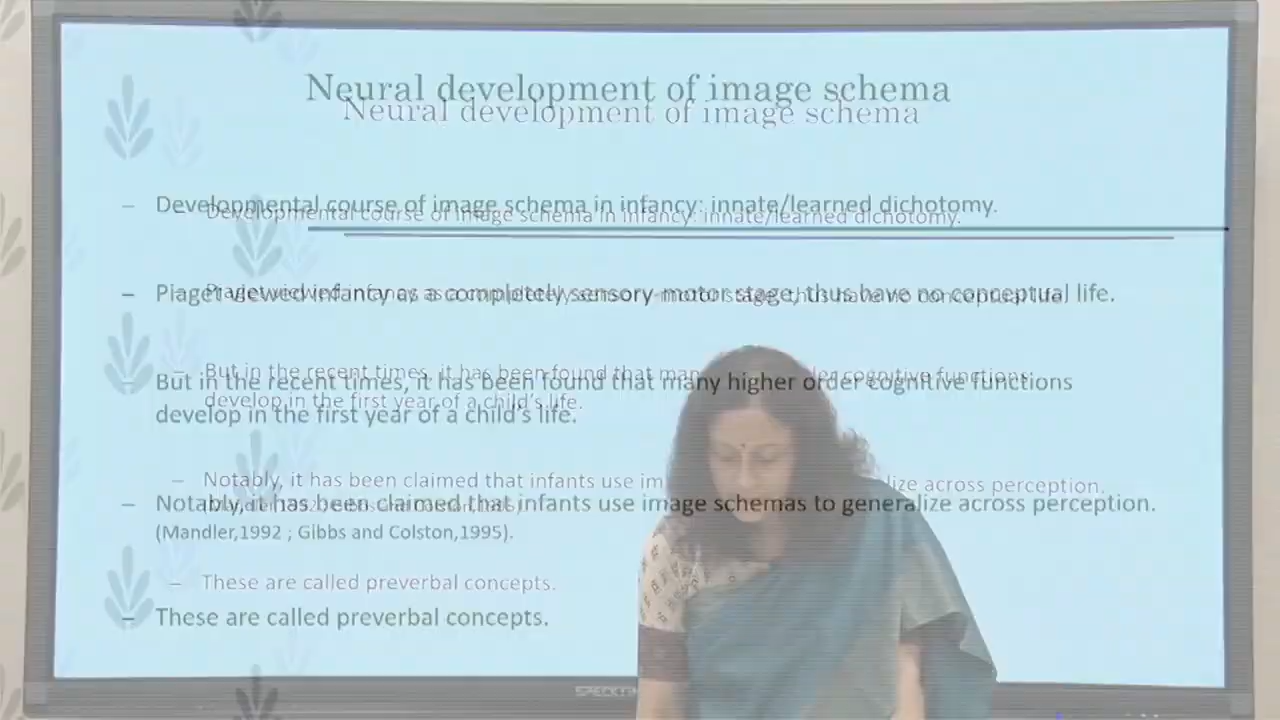 Neural development of image schema
Neural development of image schema
– Developmental course of image schema in infancy: innate/learned dichotomy.
– Developmental course of image schema in infancy: innate/learned dichotomy.
– Piaget viewed infancy as a completely sensory-motor stage, thus have no conceptual life.
– Piaget viewed infancy as a completely sensory-motor stage, thus have no conceptual life.
– But in the recent times, it has been found that cognitive functions
develop in the first year of a child's life.
– But in the recent times, it has been found that many higher order cognitive functions
develop in the first year of a child's life.
– Notably, it has been claimed that infants use across perception.
(Mandler,1992 ; Gibbs and Colston,1995).
– Notably, it has been claimed that infants use image schemas to generalize across perception.
(Mandler,1992 ; Gibbs and Colston,1995).
– These are called preverbal concepts.
– These are called preverbal concepts.